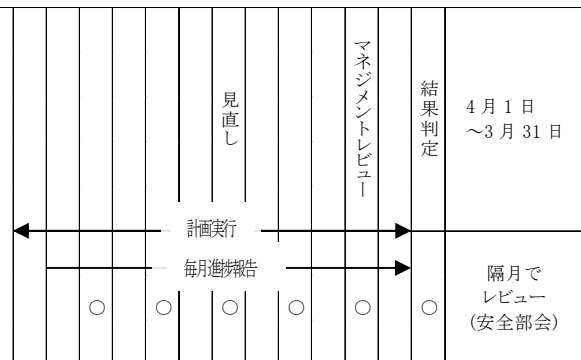 見直し
マネジメントレビュー
結果判定
4月1日
～3月31日
計画実行
毎月進捗報告
○ ○ ○ ○ ○ ○
隔月で
レビュー
(安全部会)